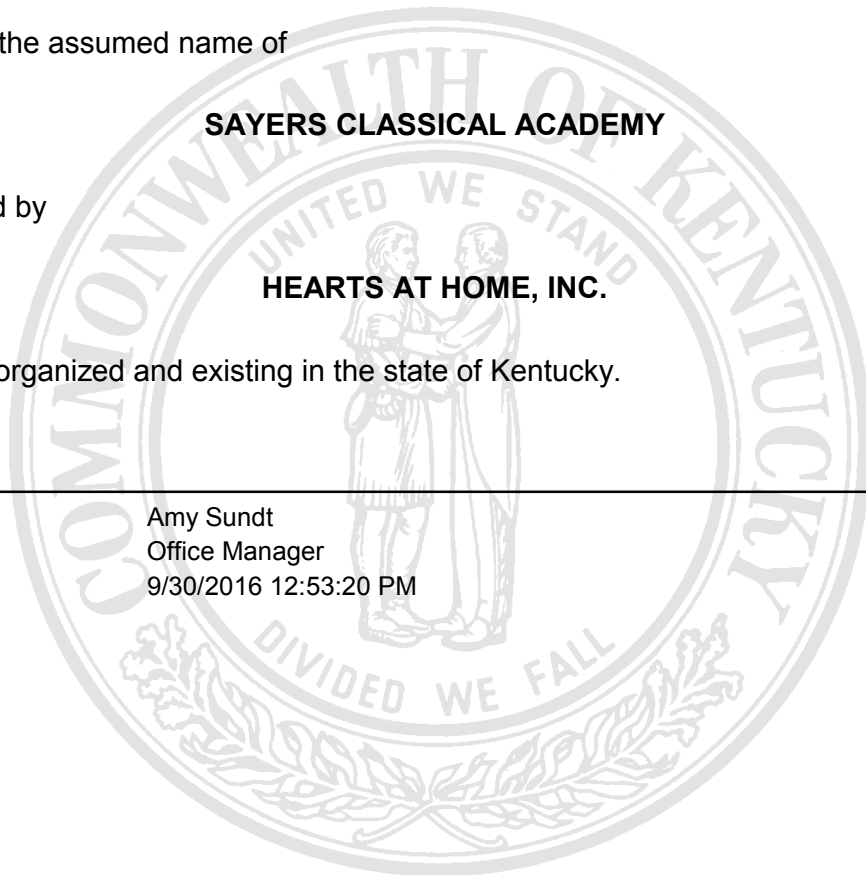 the assumed name of
SAYERS CLASSICAL ACADEMY
d by
HEARTS AT HOME, INC.
organized and existing in the state of Kentucky.
Amy Sundt
Office Manager
9/30/2016 12:53:20 PM
COMMONWEALTH OF KENTUCKY
UNITED WE STAND
DIVIDED WE FALL